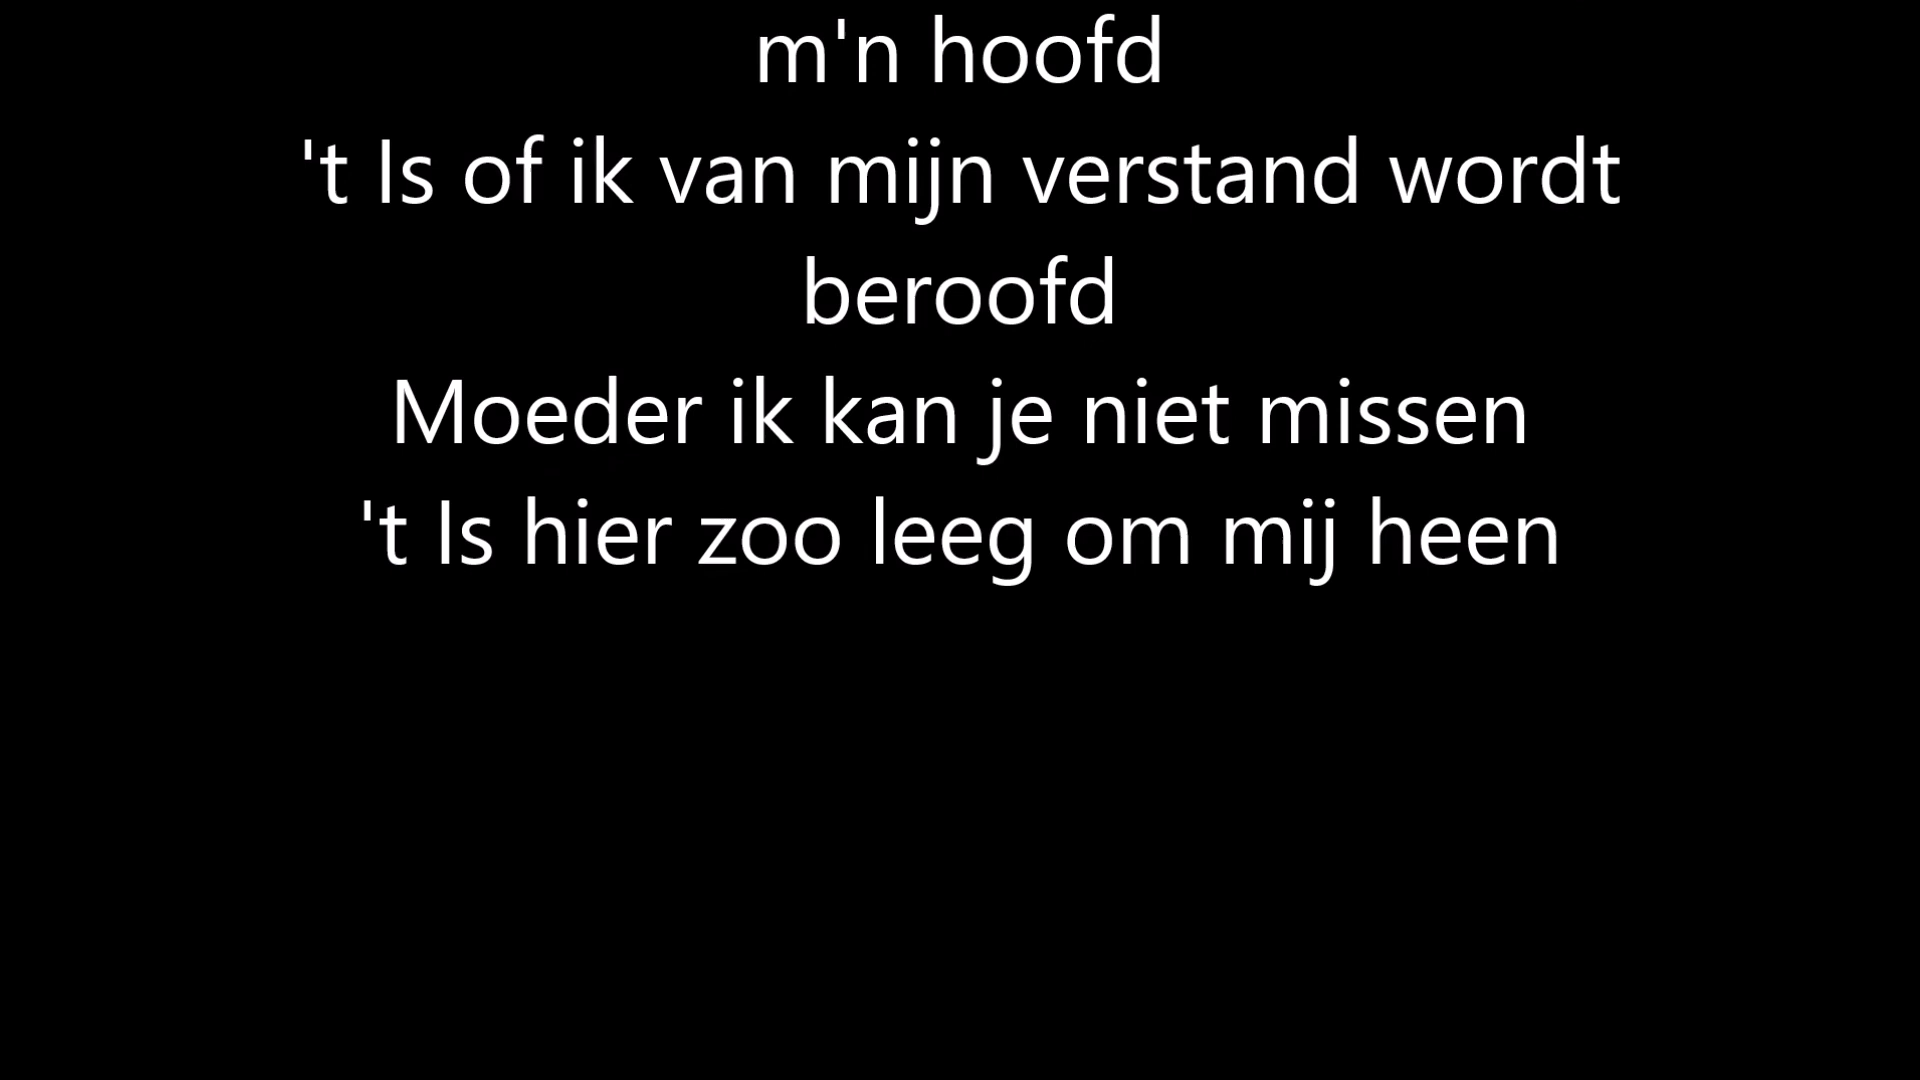 m'n hoofd
't Is of ik van mijn verstand wordt
beroofd
Moeder ik kan je niet missen
't Is hier zoo leeg om mij heen